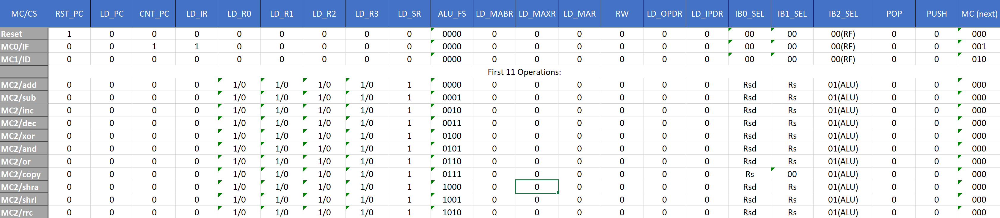 MC/CS RST_PC LD_PC CNT_PC LD_IR LD_R0 LD_R1 LD_R2 LD_R3 LD_SR ALU_FS LD_MABR LD_MAXR LD_MAR RW LD_OPDR LD_IPDR IB0_SEL IB1_SEL IB2_SEL POP PUSH MC (next)
Reset 1 0 0 0 0 0 0 0 0 0000 0 0 0 0 0 0 00 00 00(RF) 0 0 000
MC0/IF 0 0 1 1 0 0 0 0 0 0000 0 0 0 0 0 0 00 00 00(RF) 0 0 001
MC1/ID 0 0 0 0 0 0 0 0 0 0000 0 0 0 0 0 0 00 00 00(RF) 0 0 010
First 11 Operations:
MC2/add 0 0 0 0 1/0 1/0 1/0 1/0 1 0000 0 0 0 0 0 0 Rsd Rs 01(ALU) 0 0 000
MC2/sub 0 0 0 0 1/0 1/0 1/0 1/0 1 0001 0 0 0 0 0 0 Rsd Rs 01(ALU) 0 0 000
MC2/inc 0 0 0 0 1/0 1/0 1/0 1/0 1 0010 0 0 0 0 0 0 Rsd Rs 01(ALU) 0 0 000
MC2/dec 0 0 0 0 1/0 1/0 1/0 1/0 1 0011 0 0 0 0 0 0 Rsd Rs 01(ALU) 0 0 000
MC2/xor 0 0 0 0 1/0 1/0 1/0 1/0 1 0100 0 0 0 0 0 0 Rsd Rs 01(ALU) 0 0 000
MC2/and 0 0 0 0 1/0 1/0 1/0 1/0 1 0101 0 0 0 0 0 0 Rsd Rs 01(ALU) 0 0 000
MC2/or 0 0 0 0 1/0 1/0 1/0 1/0 1 0110 0 0 0 0 0 0 Rsd Rs 01(ALU) 0 0 000
MC2/copy 0 0 0 0 1/0 1/0 1/0 1/0 1 0111 0 0 0 0 0 0 Rs 00 01(ALU) 0 0 000
MC2/shra 0 0 0 0 1/0 1/0 1/0 1/0 1 1000 0 0 0 0 0 0 Rsd Rs 01(ALU) 0 0 000
MC2/shrl 0 0 0 0 1/0 1/0 1/0 1/0 1 1001 0 0 0 0 0 0 Rsd Rs 01(ALU) 0 0 000
MC2/rrc 0 0 0 0 1/0 1/0 1/0 1/0 1 1010 0 0 0 0 0 0 Rsd Rs 01(ALU) 0 0 000